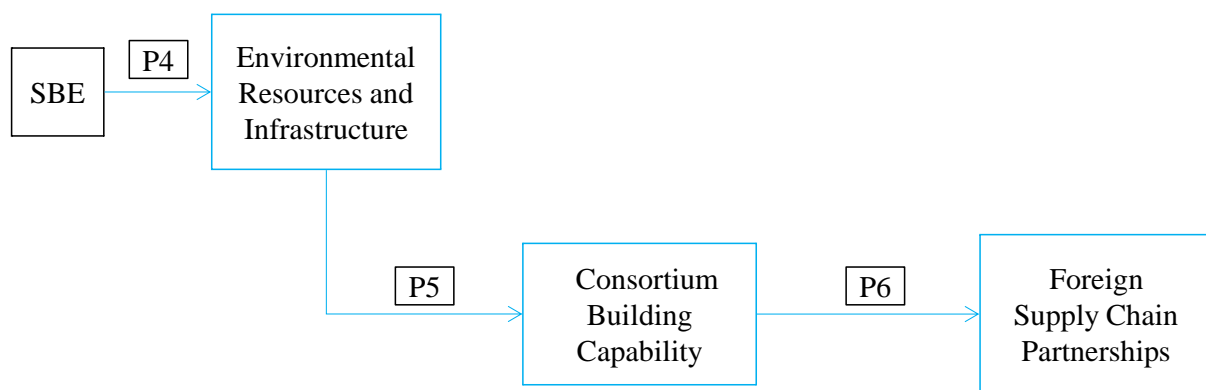 SBE
P4
Environmental
Resources and
Infrastructure
P5
Consortium
Building
Capability
P6
Foreign
Supply Chain
Partnerships